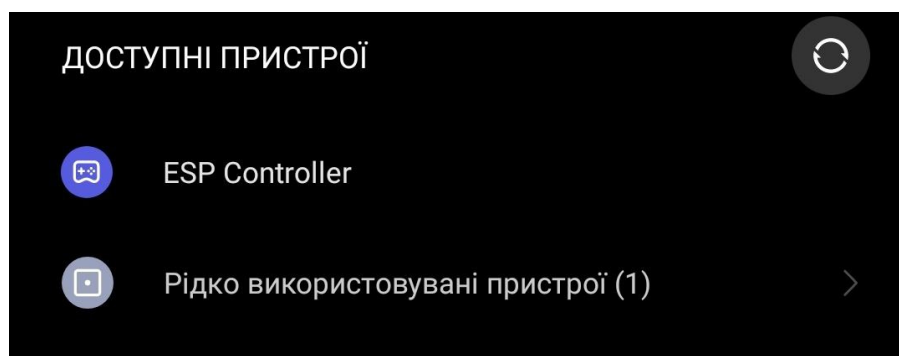 ДОСТУПНІ ПРИСТРОЇ
ESP Controller
Рідко використовувані пристрої (1)